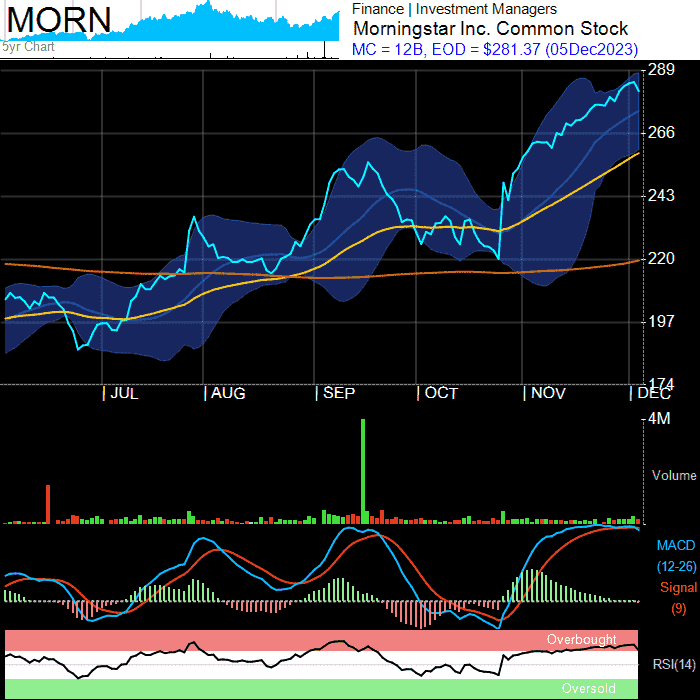 MORN
5yr Chart
Finance | Investment Managers
Morningstar Inc. Common Stock
MC = 12B, EOD = $281.37 (05Dec2023)
289
266
243
220
197
174
JUL
AUG
SEP
OCT
NOV
DEC
4M
Volume
MACD
(12-26)
Signal
(9)
Overbought
RSI(14)
Oversold